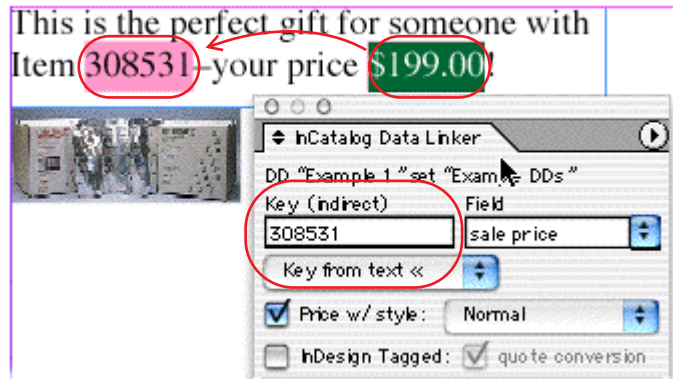 This is the perfect gift for someone with
Item 308531–your price $199.00!
InCatalog Data Linker
DD "Example 1" set "Example DDs"
Key (indirect) Field
308531 sale price
Key from text «
Price w/ style: Normal
InDesign Tagged: quote conversion